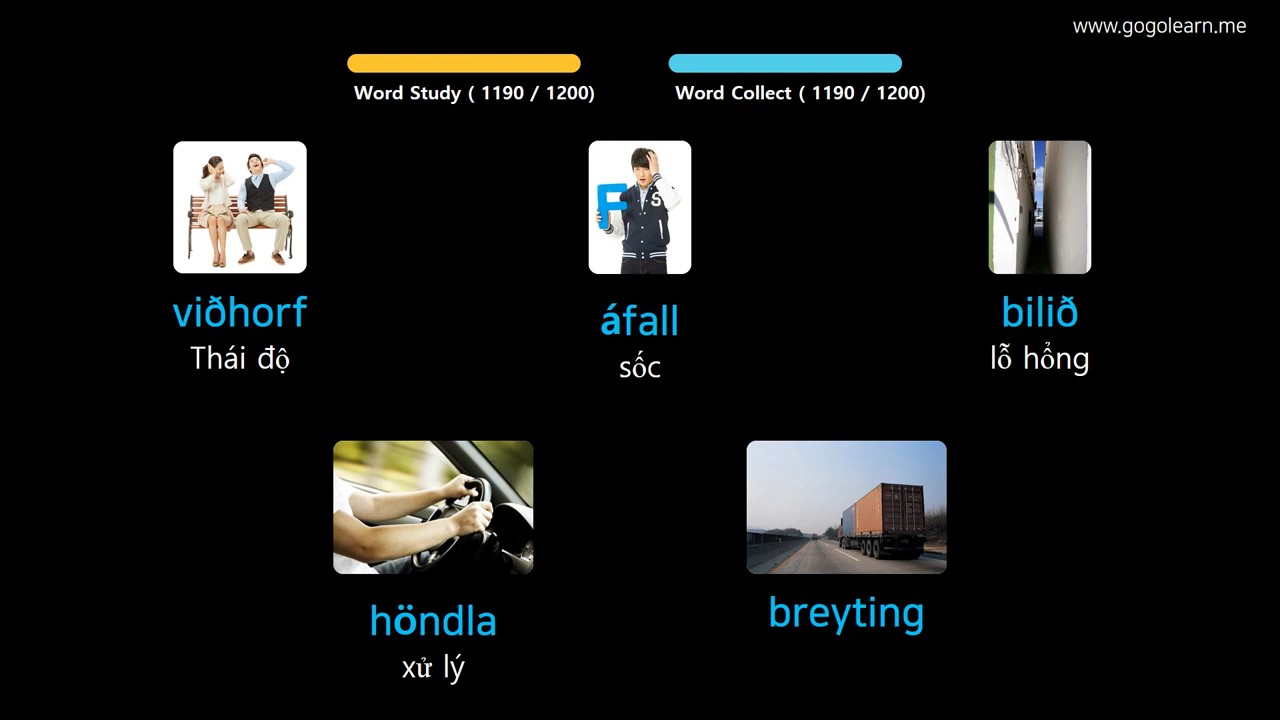 www.gogolearn.me
Word Study ( 1190 / 1200)
Word Collect ( 1190 / 1200)
F
S
viðhorf
Thái độ
áfall
sốc
bilið
lỗ hổng
höndla
xử lý
breyting